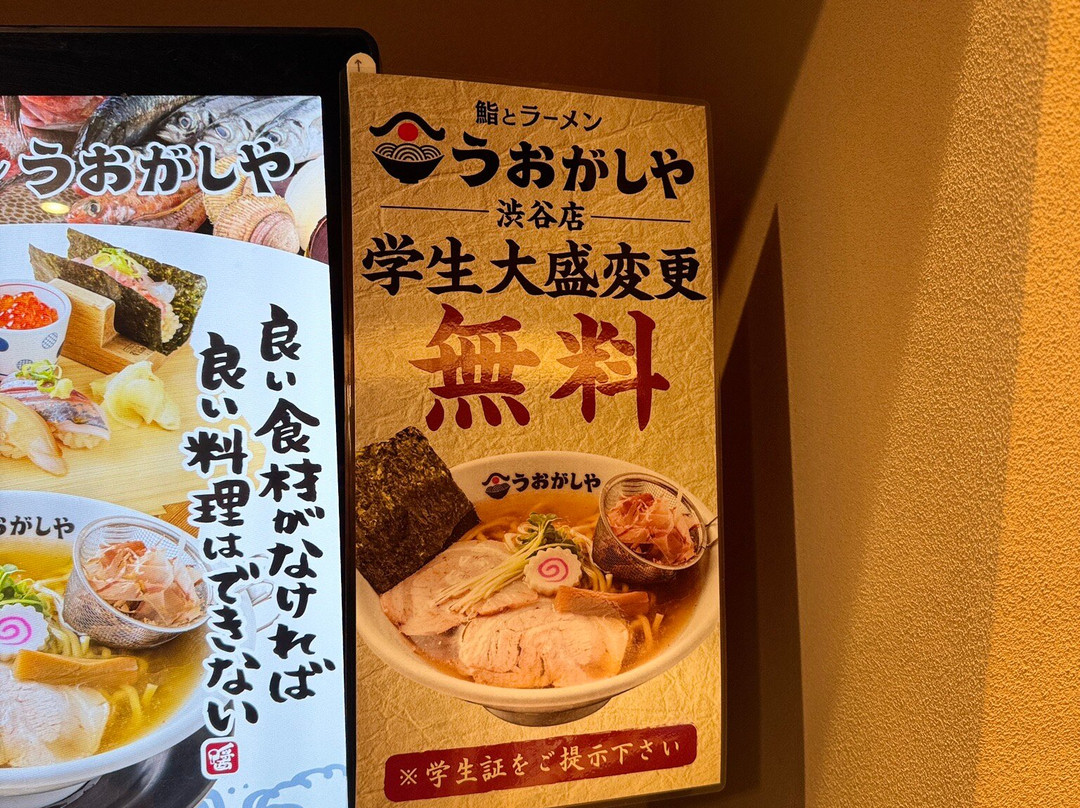 うおがしや
良い食材がなければ
良い料理はできない
おがしや
鮨とラーメン
うおがしや
渋谷店
学生大盛変更
無料
うおがしや
※学生証をご提示下さい